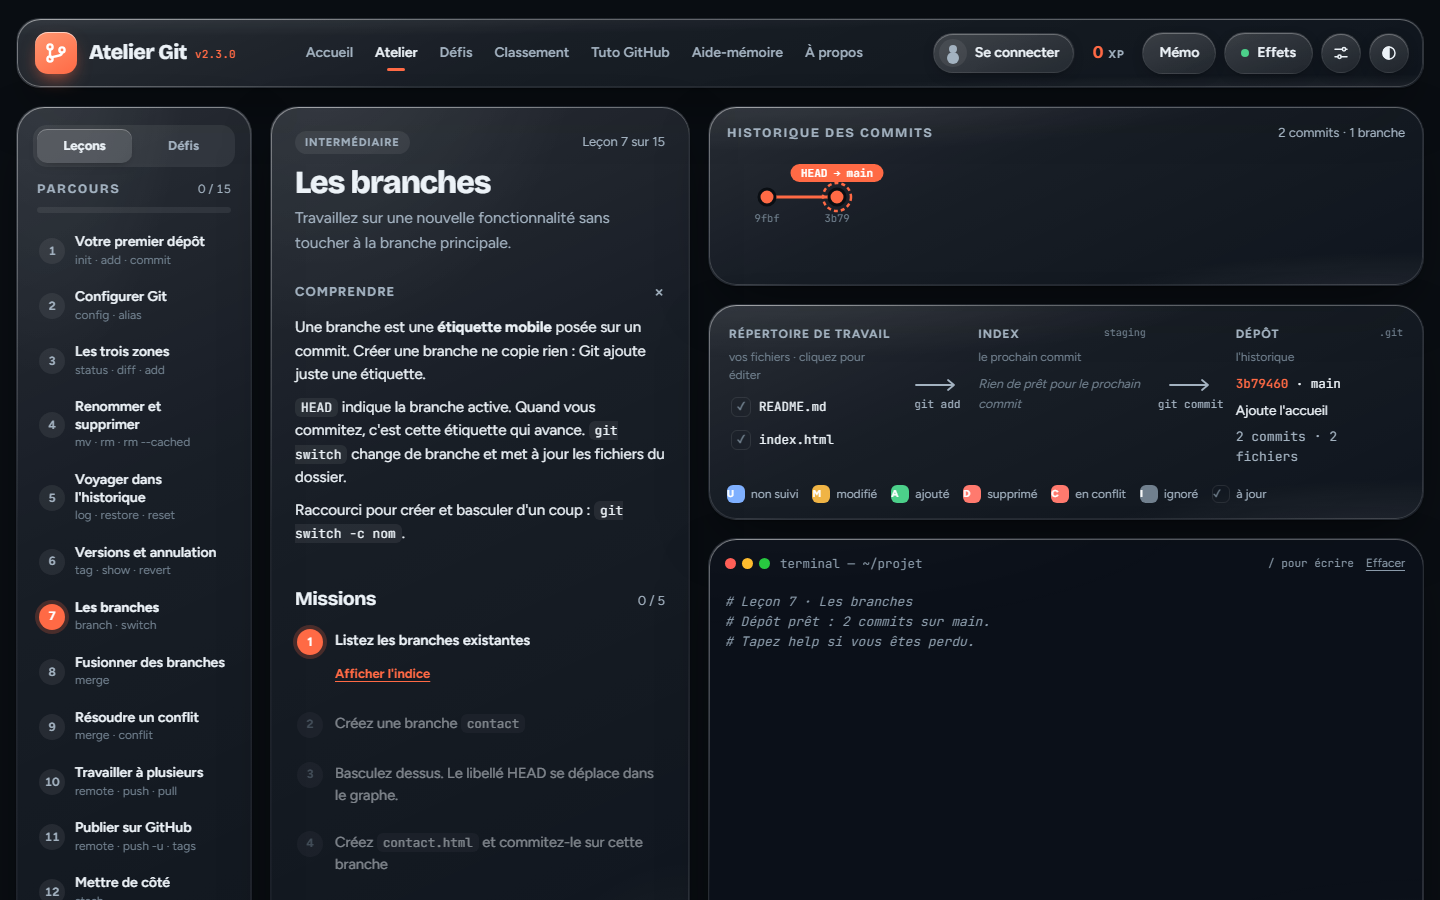 Atelier Git v2.3.0
Accueil
Atelier
Défis
Classement
Tuto GitHub
Aide-mémoire
À propos
Se connecter
0 XP
Mémo
Effets
Leçons
Défis
PARCOURS
0 / 15
1
Votre premier dépôt
init · add · commit
2
Configurer Git
config · alias
3
Les trois zones
status · diff · add
4
Renommer et
supprimer
mv · rm · rm --cached
5
Voyager dans
l'historique
log · restore · reset
6
Versions et annulation
tag · show · revert
7
Les branches
branch · switch
8
Fusionner des branches
merge
9
Résoudre un conflit
merge · conflit
10
Travailler à plusieurs
remote · push · pull
11
Publier sur GitHub
remote · push -u · tags
12
Mettre de côté
INTERMÉDIAIRE
Leçon 7 sur 15
Les branches
Travaillez sur une nouvelle fonctionnalité sans
toucher à la branche principale.
COMPRENDRE
×
Une branche est une étiquette mobile posée sur un
commit. Créer une branche ne copie rien : Git ajoute
juste une étiquette.
HEAD indique la branche active. Quand vous
commitez, c'est cette étiquette qui avance. git
switch change de branche et met à jour les fichiers du
dossier.
Raccourci pour créer et basculer d'un coup : git
switch -c nom.
Missions
0 / 5
1
Listez les branches existantes
Afficher l'indice
2
Créez une branche contact
3
Basculez dessus. Le libellé HEAD se déplace dans
le graphe.
4
Créez contact.html et commitez-le sur cette
branche
HISTORIQUE DES COMMITS
2 commits · 1 branche
HEAD → main
9fbf
3b79
RÉPERTOIRE DE TRAVAIL
vos fichiers · cliquez pour
éditer
✓ README.md
✓ index.html
git add
INDEX
staging
le prochain commit
Rien de prêt pour le prochain
commit
git commit
DÉPÔT
.git
l'historique
3b79460 · main
Ajoute l'accueil
2 commits · 2
fichiers
U non suivi
M modifié
A ajouté
D supprimé
C en conflit
I ignoré
✓ à jour
terminal — ~/projet
/ pour écrire
Effacer
# Leçon 7 · Les branches
# Dépôt prêt : 2 commits sur main.
# Tapez help si vous êtes perdu.